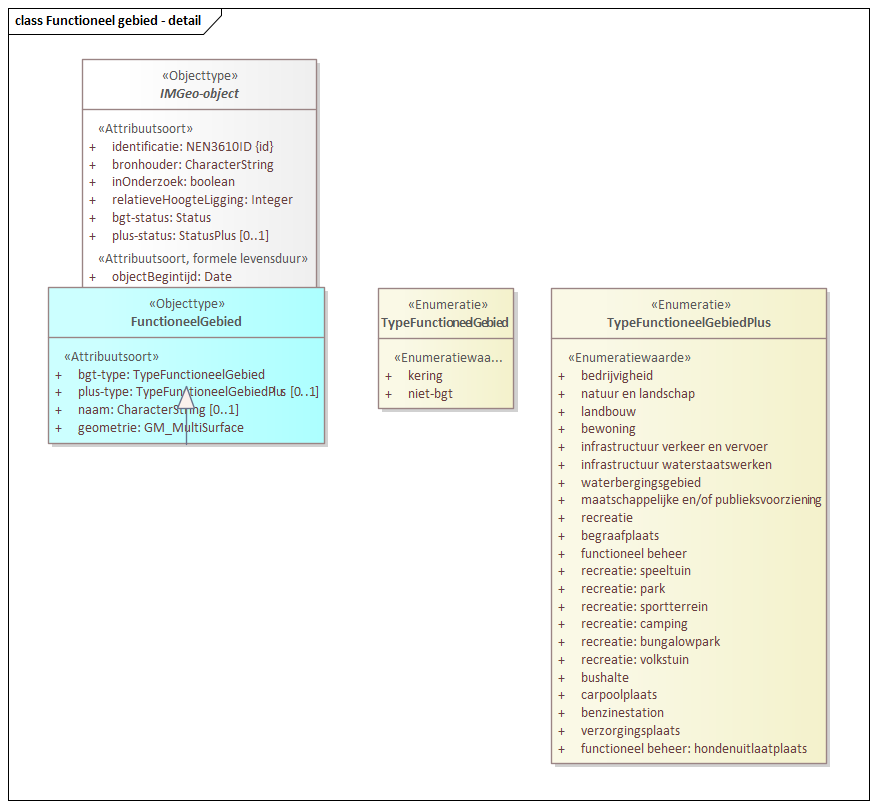 class Functioneel gebied - detail
«Objecttype»
IMGeo-object
«Attribuutsoort»
+ identificatie: NEN3610ID {id}
+ bronhouder: CharacterString
+ inOnderzoek: boolean
+ relatieveHoogteLigging: Integer
+ bgt-status: Status
+ plus-status: StatusPlus [0..1]
«Attribuutsoort, formele levensduur»
+ objectBegintijd: Date
«Objecttype»
FunctioneelGebied
«Attribuutsoort»
+ bgt-type: TypeFunctioneelGebied
+ plus-type: TypeFunctioneelGebiedPlus [0..1]
+ naam: CharacterString [0..1]
+ geometrie: GM_MultiSurface
«Enumeratie»
TypeFunctioneelGebied
«Enumeratiewaa...
+ kering
+ niet-bgt
«Enumeratie»
TypeFunctioneelGebiedPlus
«Enumeratiewaarde»
+ bedrijvigheid
+ natuur en landschap
+ landbouw
+ bewoning
+ infrastructuur verkeer en vervoer
+ infrastructuur waterstaatswerken
+ waterbergingsgebied
+ maatschappelijke en/of publieksvoorziening
+ recreatie
+ begraafplaats
+ functioneel beheer
+ recreatie: speeltuin
+ recreatie: park
+ recreatie: sportterrein
+ recreatie: camping
+ recreatie: bungalowpark
+ recreatie: volkstuin
+ bushalte
+ carpoolplaats
+ benzinestation
+ verzorgingsplaats
+ functioneel beheer: hondenuitlaatplaats